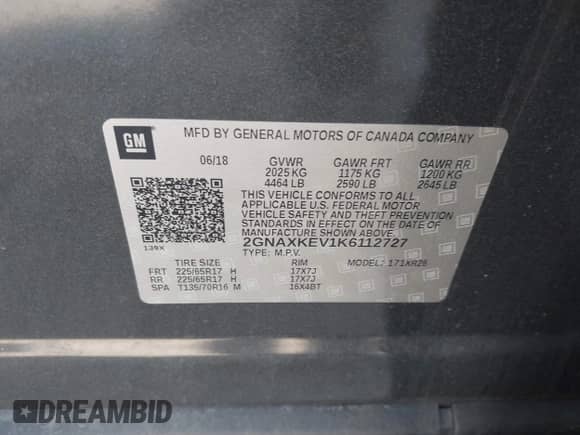 GM
MFD BY GENERAL MOTORS OF CANADA COMPANY
06/18 GVWR GAWR FRT GAWR RR
2025 KG 1175 KG 1200 KG
4464 LB 2590 LB 2645 LB
THIS VEHICLE CONFORMS TO ALL
APPLICABLE U.S. FEDERAL MOTOR
VEHICLE SAFETY AND THEFT PREVENTION
STANDARDS IN EFFECT ON THE DATE OF
MANUFACTURE SHOWN ABOVE.
2GNAXKEV1K6112727
139X TYPE: M.P.V.
TIRE SIZE RIM MODEL: 1XR26
FRT 225/65R17 H 17X7J
RR 225/65R17 H 17X7J
SPA T135/70R16 M 16X4BT
DREAMBID